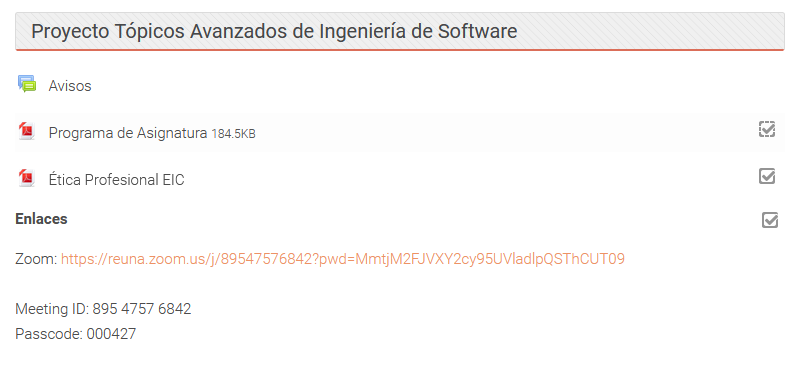 Proyecto Tópicos Avanzados de Ingeniería de Software
Avisos
Programa de Asignatura 184.5KB
Ética Profesional EIC
Enlaces
Zoom: https://reuna.zoom.us/j/89547576842?pwd=MmtjM2FJVXY2cy95UVladlpQSThCUT09
Meeting ID: 895 4757 6842
Passcode: 000427